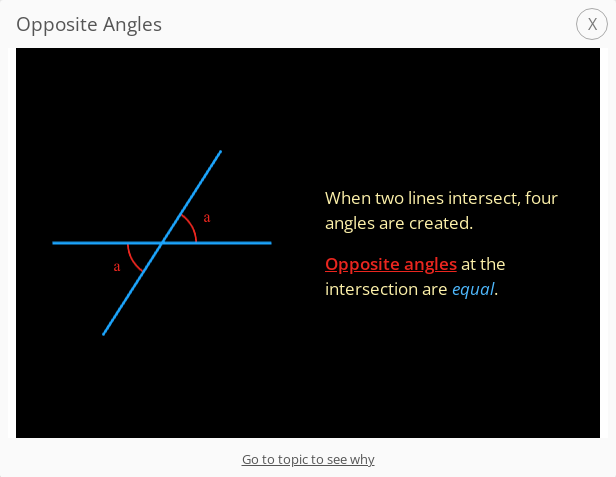 Opposite Angles
X
a
a
When two lines intersect, four
angles are created.
Opposite angles at the
intersection are equal.
Go to topic to see why